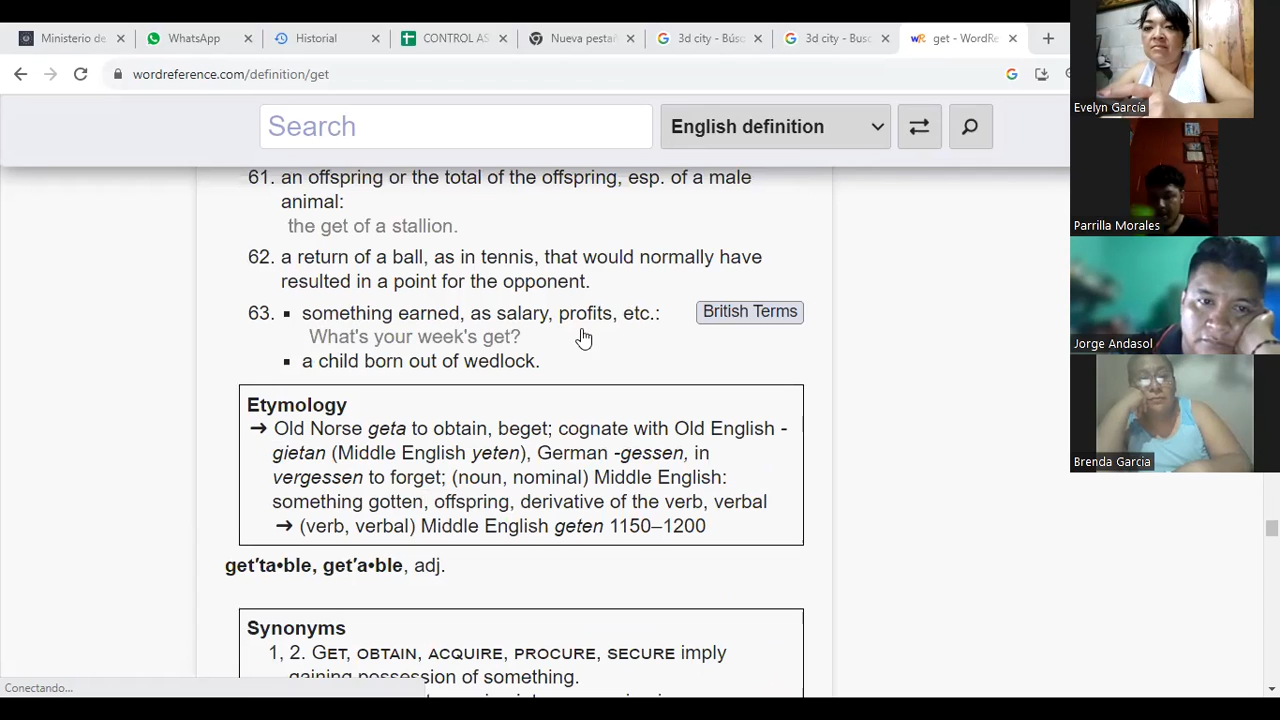 Ministerio de
WhatsApp
Historial
CONTROL AS
Nueva pestañ
3d city - Bús
3d city - Busc
get - WordRe
wordreference.com/definition/get
Search
English definition
61. an offspring or the total of the offspring, esp. of a male
animal:
the get of a stallion.
62. a return of a ball, as in tennis, that would normally have
resulted in a point for the opponent.
63. ▪ something earned, as salary, profits, etc.:
British Terms
What's your week's get?
▪ a child born out of wedlock.
Etymology
➔ Old Norse geta to obtain, beget; cognate with Old English -
gietan (Middle English yeten), German -gessen, in
vergessen to forget; (noun, nominal) Middle English:
something gotten, offspring, derivative of the verb, verbal
➔ (verb, verbal) Middle English geten 1150–1200
get′ta•ble, get′a•ble, adj.
Synonyms
1, 2. GET, OBTAIN, ACQUIRE, PROCURE, SECURE imply
gaining possession of something.
Conectando...
Evelyn García
Parrilla Morales
Jorge Andasol
Brenda Garcia